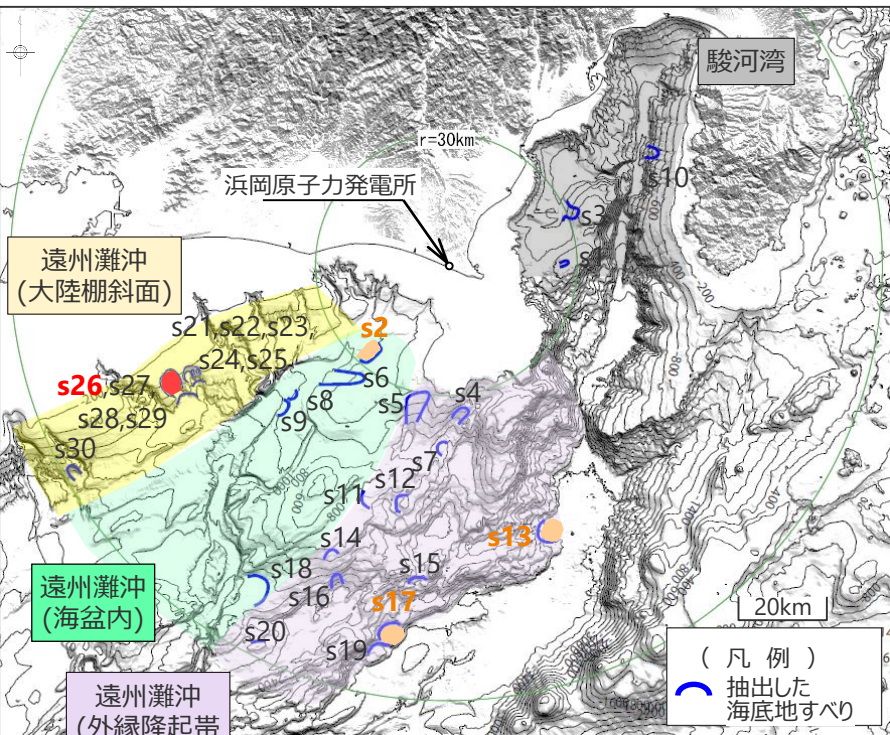 駿河湾
r=30km
浜岡原子力発電所
s10
s3
遠州灘沖
(大陸棚斜面)
s21,s22,s23,
s24,s25,
s26,s27,
s28,s29
s30
s2
s6
s8
s9
s5
s4
s7
s12
s11
s13
s14
s15
s18
s16
s17
s20
s19
遠州灘沖
(海盆内)
20km
遠州灘沖
(外縁隆起帯
(凡例)
抽出した
海底地すべり